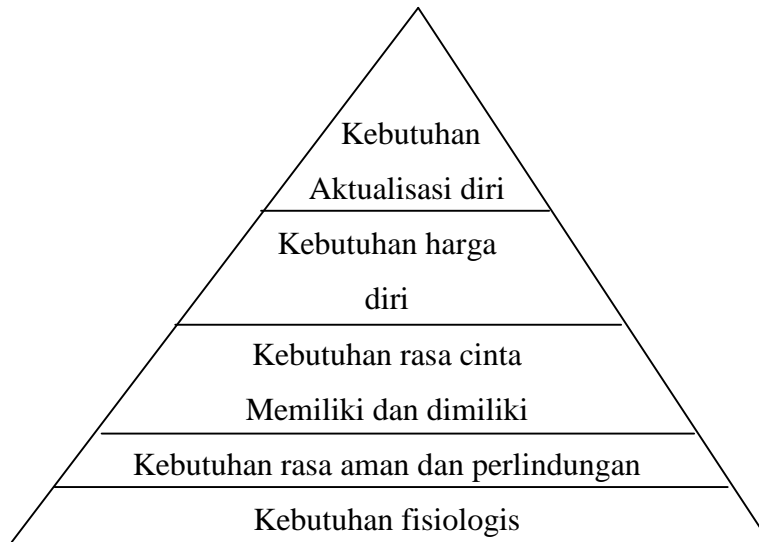 Kebutuhan
Aktualisasi diri
Kebutuhan harga
diri
Kebutuhan rasa cinta
Memiliki dan dimiliki
Kebutuhan rasa aman dan perlindungan
Kebutuhan fisiologis